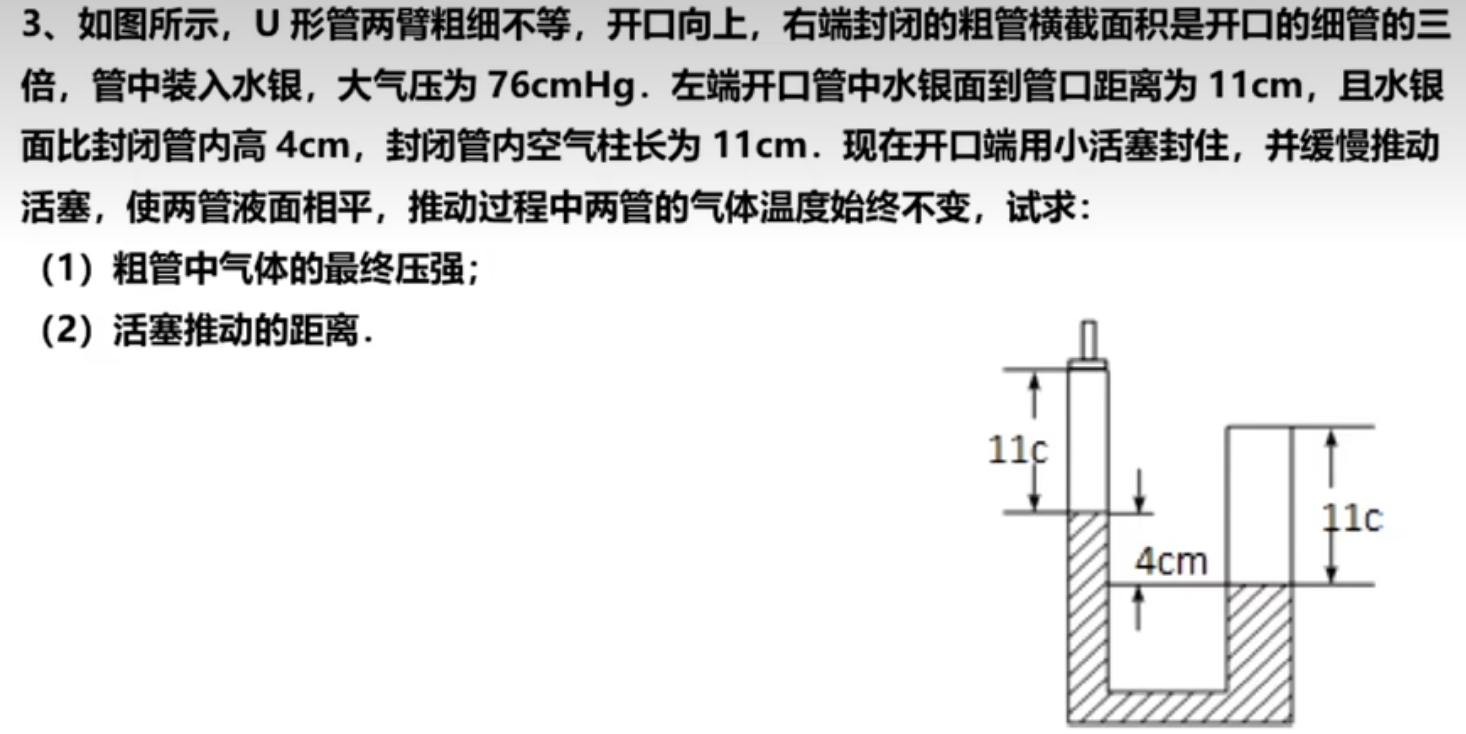 3、如图所示，U 形管两臂粗细不等，开口向上，右端封闭的粗管横截面积是开口的细管的三
倍，管中装入水银，大气压为 76cmHg．左端开口管中水银面到管口距离为 11cm，且水银
面比封闭管内高 4cm，封闭管内空气柱长为 11cm．现在开口端用小活塞封住，并缓慢推动
活塞，使两管液面相平，推动过程中两管的气体温度始终不变，试求：
（1）粗管中气体的最终压强；
（2）活塞推动的距离．
11c
11c
4cm